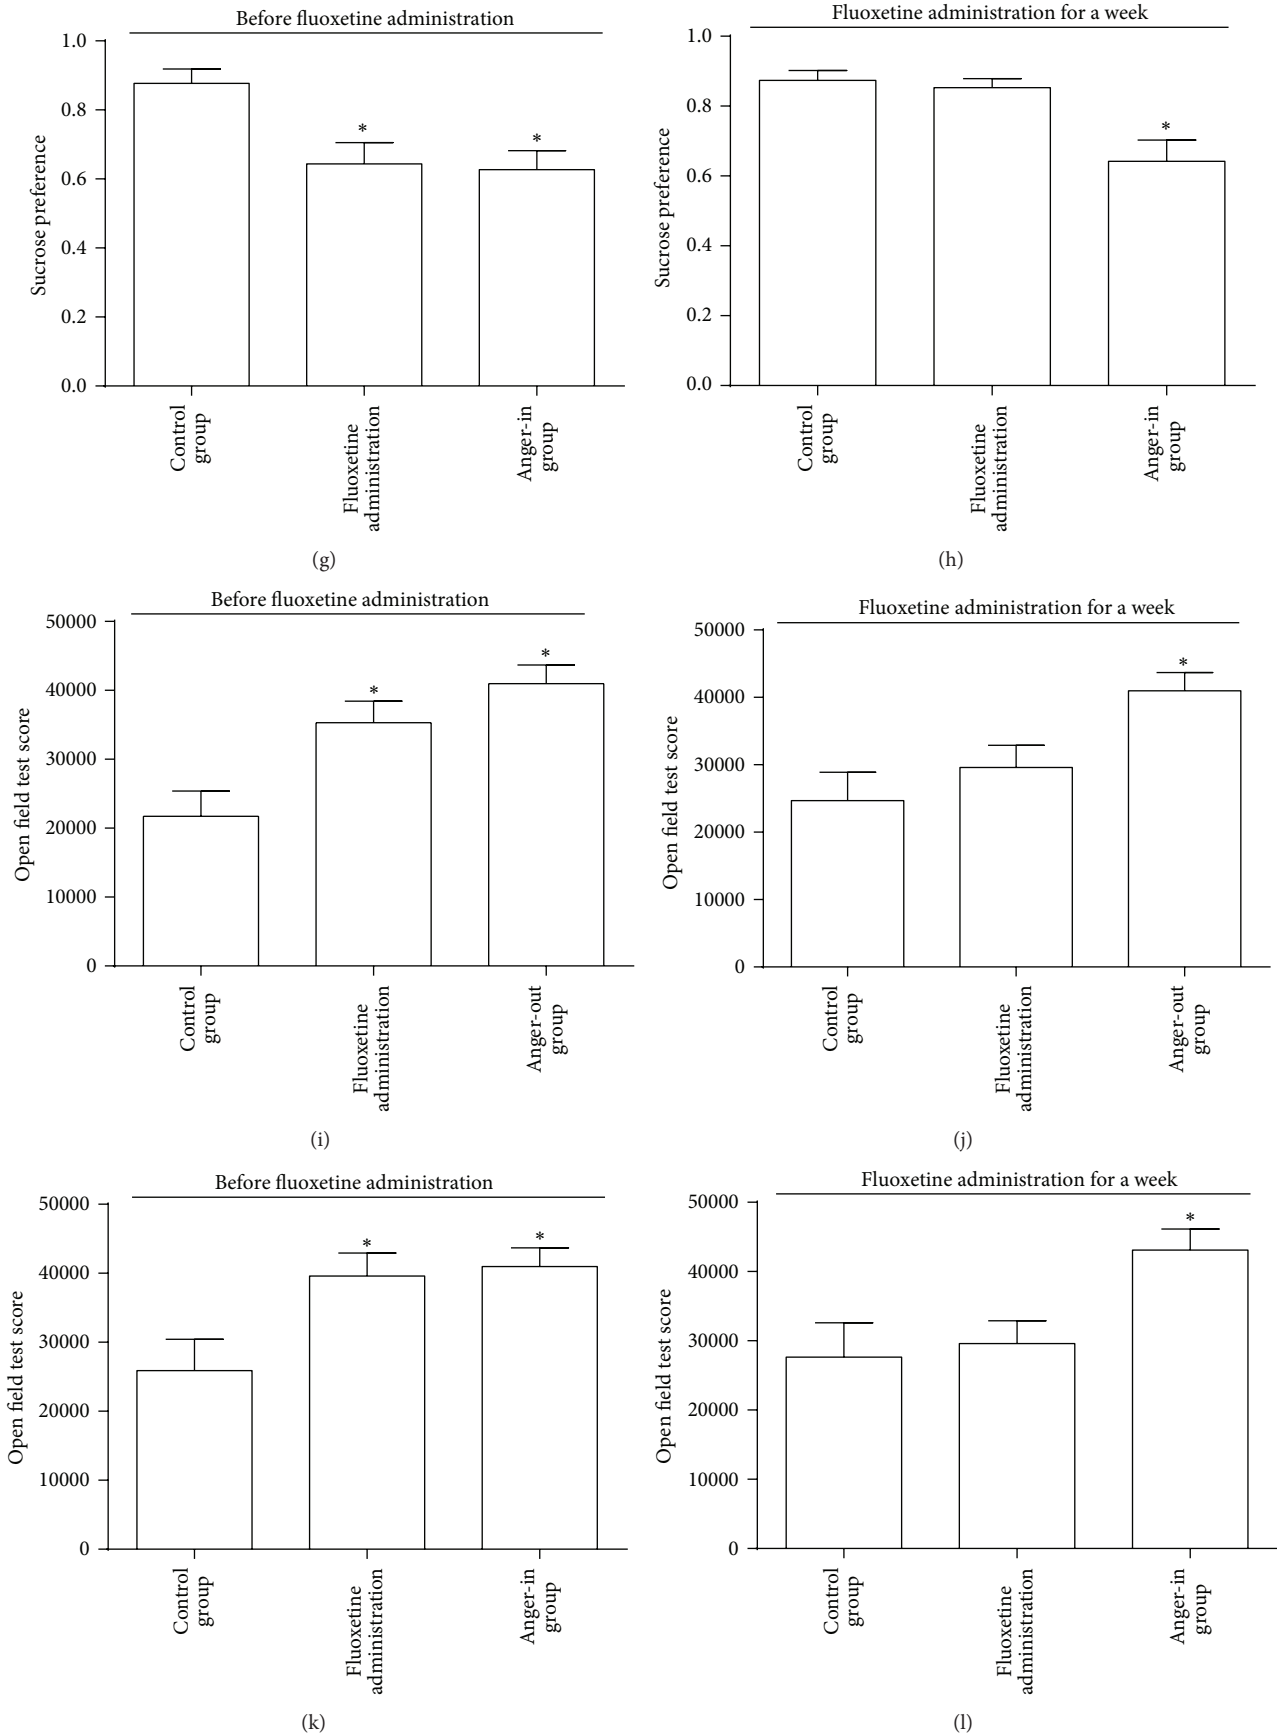 Before fluoxetine administration
1.0
0.8
0.6
0.4
0.2
0.0
Sucrose preference
*
*
Control
group
Fluoxetine
administration
Anger-in
group
(g)
Fluoxetine administration for a week
1.0
0.8
0.6
0.4
0.2
0.0
Sucrose preference
*
Control
group
Fluoxetine
administration
Anger-in
group
(h)
Before fluoxetine administration
50000
40000
30000
20000
10000
0
Open field test score
*
*
Control
group
Fluoxetine
administration
Anger-out
group
(i)
Fluoxetine administration for a week
50000
40000
30000
20000
10000
0
Open field test score
*
Control
group
Fluoxetine
administration
Anger-out
group
(j)
Before fluoxetine administration
50000
40000
30000
20000
10000
0
Open field test score
*
*
Control
group
Fluoxetine
administration
Anger-in
group
(k)
Fluoxetine administration for a week
50000
40000
30000
20000
10000
0
Open field test score
*
Control
group
Fluoxetine
administration
Anger-in
group
(l)